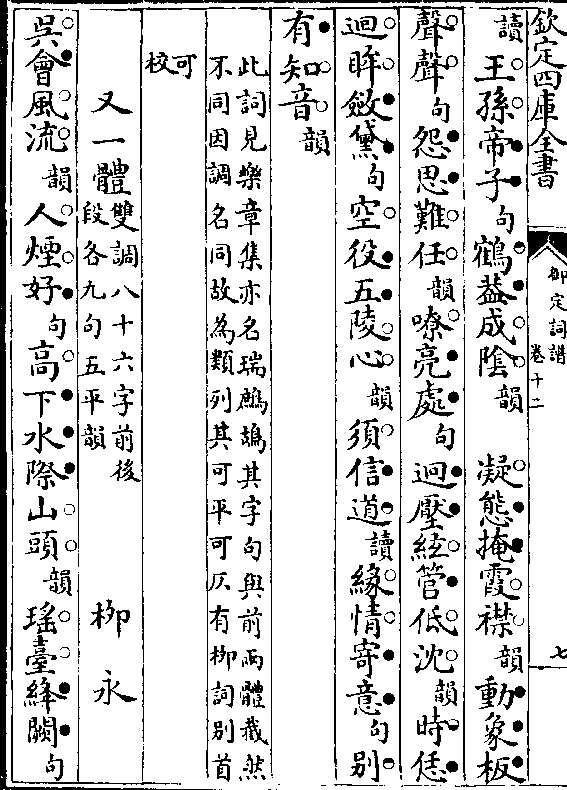 欽定四庫全書
御定詞譜
卷十二
七
讀王孫帝子句鶴葢成陰韻 凝態掩霞襟韻動象板
聲聲句怨思難任韻嘹亮處句迥壓絃管低沈韻時恁
迴眸斂黛句空役五陵心韻須信道讀緣情寄意句别
有知音韻
此詞見樂章集亦名瑞鷓鴣其字句與前兩體截然
不同因調名同故為類列其可平可仄有栁詞别首
可校
又一體雙調八十六字前後段各九句五平韻 栁永
吳會風流韻人煙好句高下水際山頭韻瑤臺絳闕句